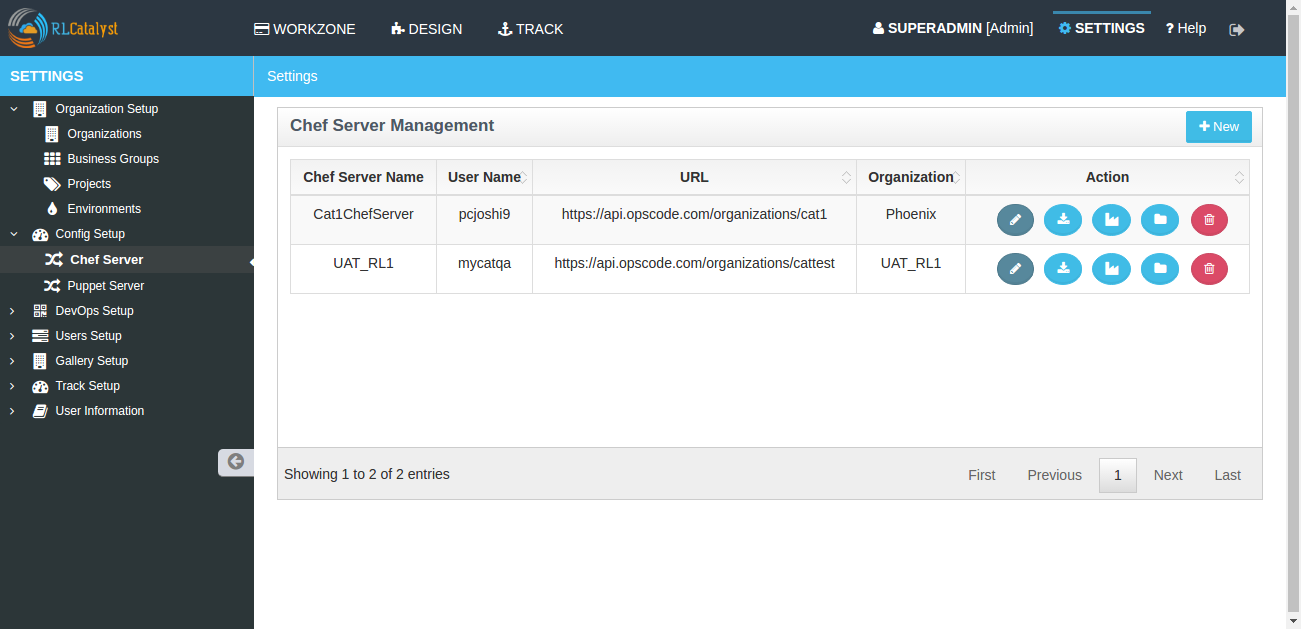 RLCatalyst
WORKZONE DESIGN TRACK SUPERADMIN [Admin] SETTINGS ? Help
SETTINGS
Settings
Organization Setup
Organizations
Business Groups
Projects
Environments
Config Setup
Chef Server
Puppet Server
DevOps Setup
Users Setup
Gallery Setup
Track Setup
User Information
Chef Server Management
+ New
Chef Server Name User Name URL Organization Action
Cat1ChefServer pcjoshi9 https://api.opscode.com/organizations/cat1 Phoenix
UAT_RL1 mycatqa https://api.opscode.com/organizations/cattest UAT_RL1
Showing 1 to 2 of 2 entries
First Previous 1 Next Last